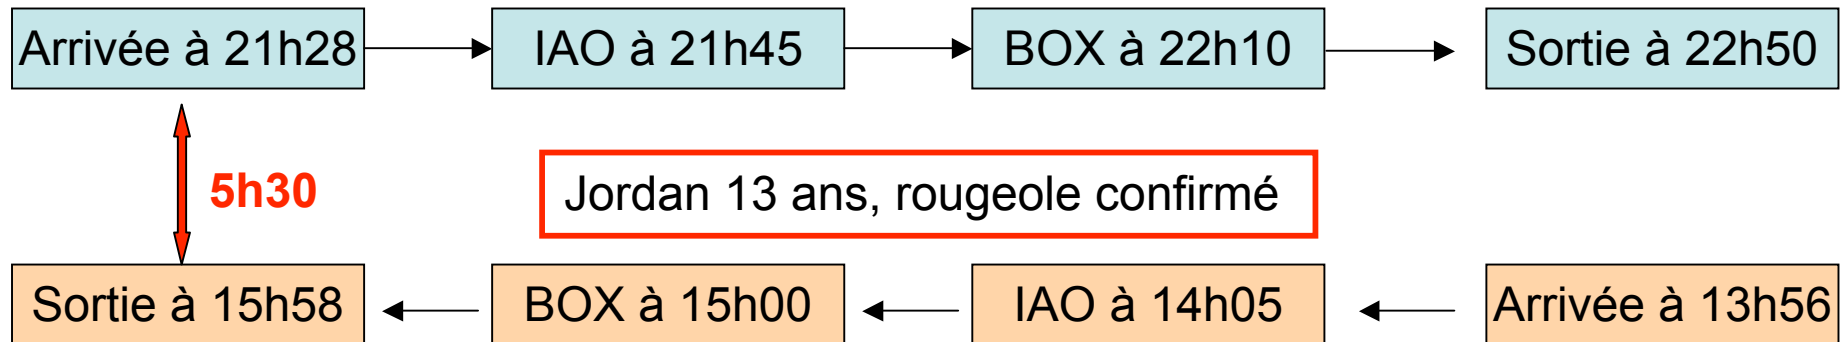 Arrivée à 21h28
IAO à 21h45
BOX à 22h10
Sortie à 22h50
5h30
Jordan 13 ans, rougeole confirmé
Sortie à 15h58
BOX à 15h00
IAO à 14h05
Arrivée à 13h56